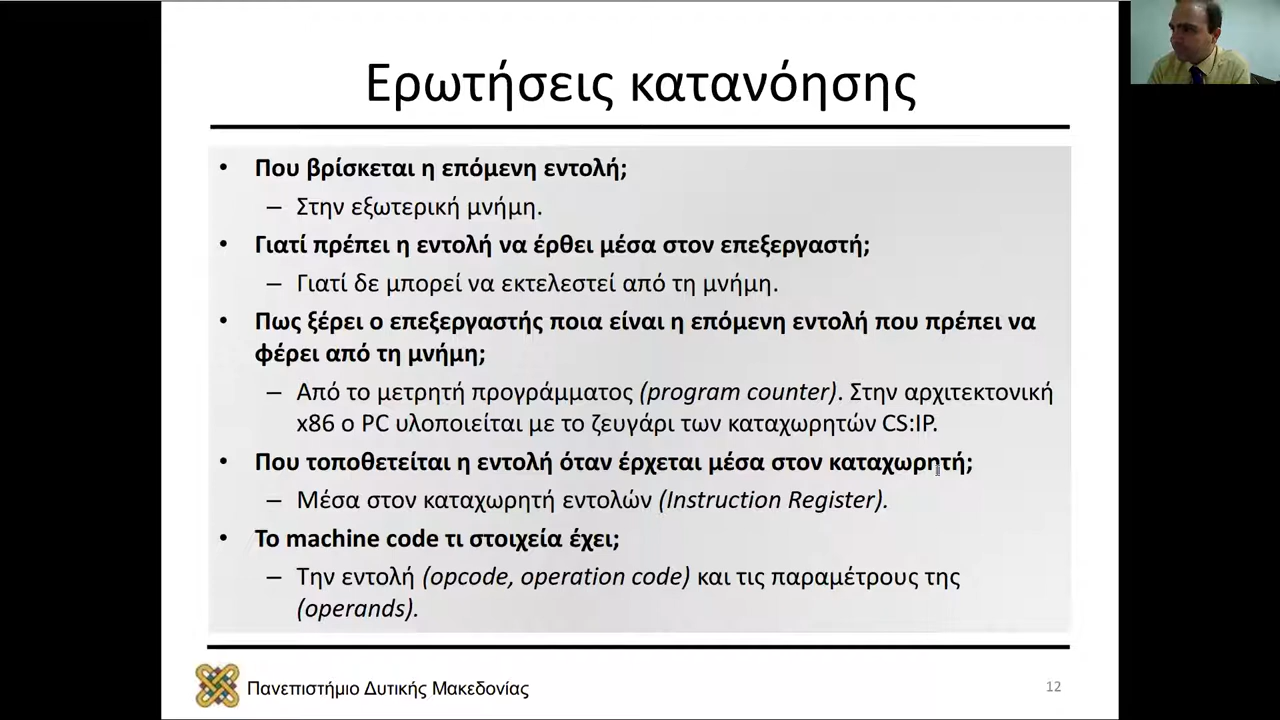 Ερωτήσεις κατανόησης
• Που βρίσκεται η επόμενη εντολή;
– Στην εξωτερική μνήμη.
• Γιατί πρέπει η εντολή να έρθει μέσα στον επεξεργαστή;
– Γιατί δε μπορεί να εκτελεστεί από τη μνήμη.
• Πως ξέρει ο επεξεργαστής ποια είναι η επόμενη εντολή που πρέπει να
φέρει από τη μνήμη;
– Από το μετρητή προγράμματος (program counter). Στην αρχιτεκτονική
x86 ο PC υλοποιείται με το ζευγάρι των καταχωρητών CS:IP.
• Που τοποθετείται η εντολή όταν έρχεται μέσα στον καταχωρητή;
– Μέσα στον καταχωρητή εντολών (Instruction Register).
• Το machine code τι στοιχεία έχει;
– Την εντολή (opcode, operation code) και τις παραμέτρους της
(operands).
Πανεπιστήμιο Δυτικής Μακεδονίας
12